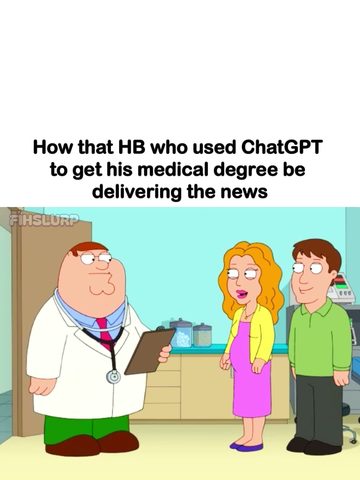 How that HB who used ChatGPT
to get his medical degree be
delivering the news
FIHSLURP